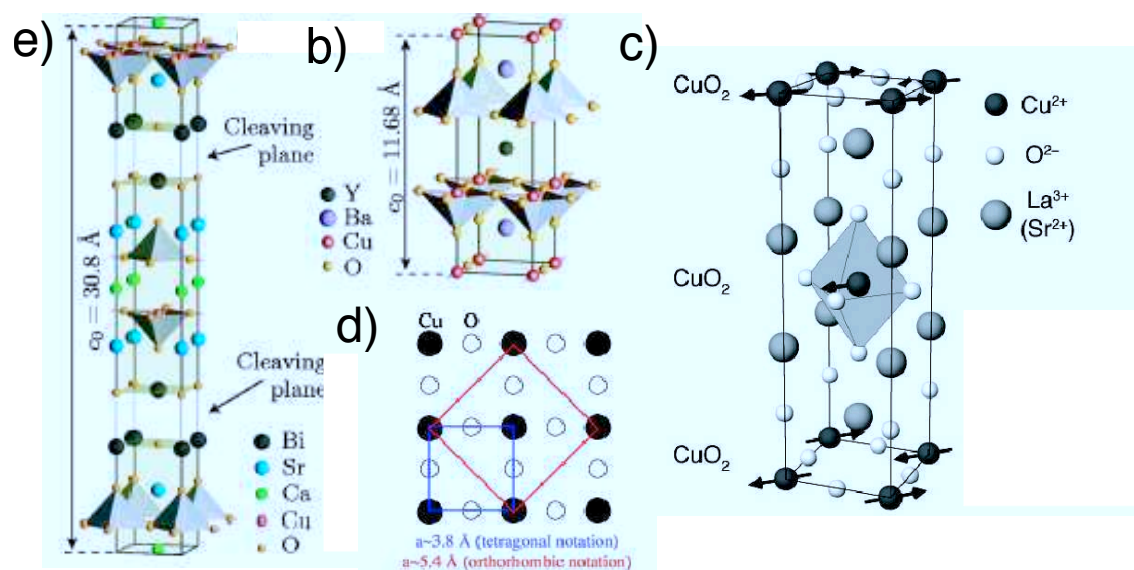 e)
c₀ = 30.8 Å
Cleaving
plane
Cleaving
plane
Bi
Sr
Ca
Cu
O
b)
c₀ = 11.68 Å
Y
Ba
Cu
O
d)
Cu O
a~3.8 Å (tetragonal notation)
a~5.4 Å (orthorhombic notation)
c)
CuO₂
CuO₂
CuO₂
Cu²⁺
O²⁻
La³⁺
(Sr²⁺)